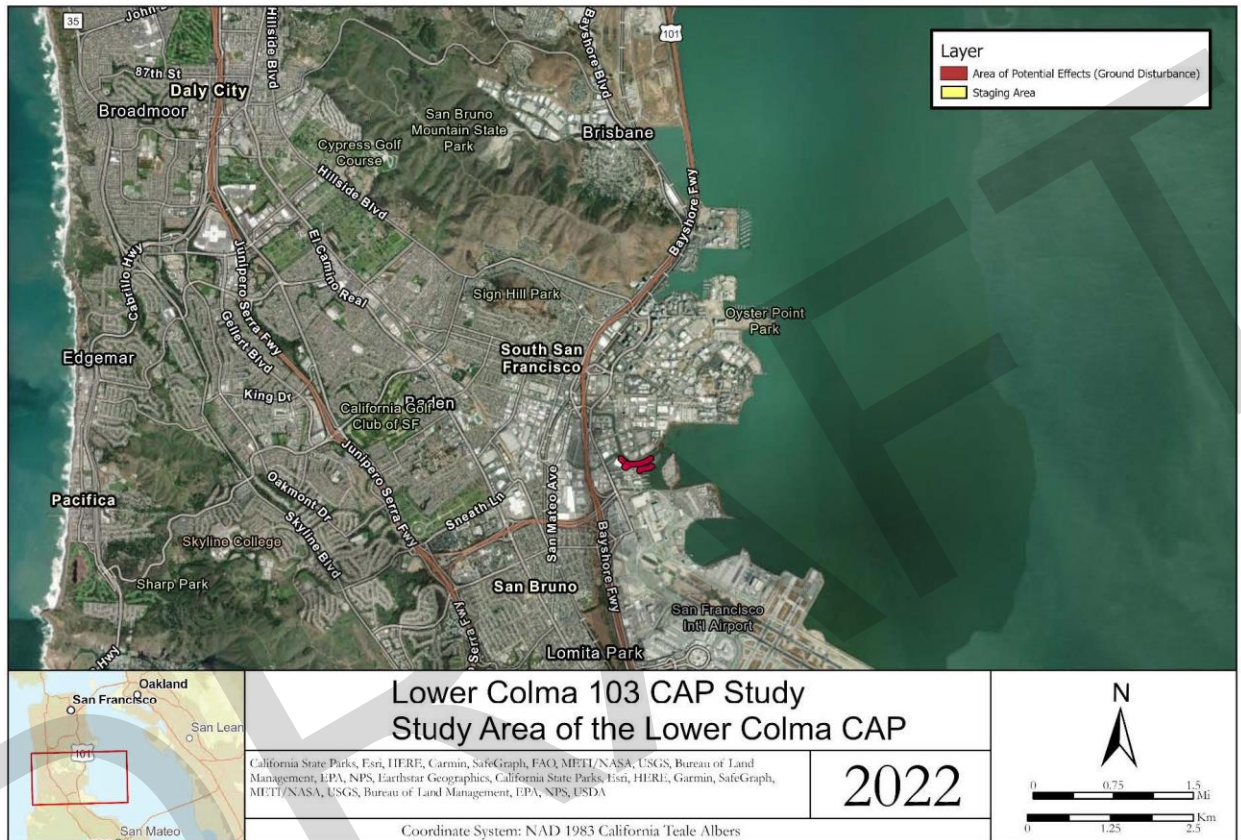 35
John
Hillside Blvd
Bayshore Blvd
101
87th St
Daly City
Broadmoor
San Bruno
Mountain State
Park
Brisbane
Cypress Golf
Course
Hillside Blvd
Bayshore Fwy
Cabrillo Hwy
Junipero Serra Fwy
El Camino Real
Sign Hill Park
Oyster Point
Park
Gellert Blvd
Edgemar
South San
Francisco
King Dr
Baden
California Golf
Club of SF
Junipero Serra Fwy
Pacifica
Oakmont Dr
Skyline Blvd
Sneath Ln
San Mateo Ave
Bayshore Fwy
Skyline College
Sharp Park
San Bruno
San Francisco
Int'l Airport
Serra Fwy
Lomita Park
Hwy
Layer
Area of Potential Effects (Ground Disturbance)
Staging Area
Oakland
San Francisco
San Lean
101
San Mateo
Lower Colma 103 CAP Study
Study Area of the Lower Colma CAP
California State Parks, Esri, HERE, Garmin, SafeGraph, FAO, METI/NASA, USGS, Bureau of Land
Management, EPA, NPS, Earthstar Geographics, California State Parks, Esri, HERE, Garmin, SafeGraph,
METI/NASA, USGS, Bureau of Land Management, EPA, NPS, USDA
2022
Coordinate System: NAD 1983 California Teale Albers
N
0 0.75 1.5
Mi
Km
0 1.25 2.5
DRAFT